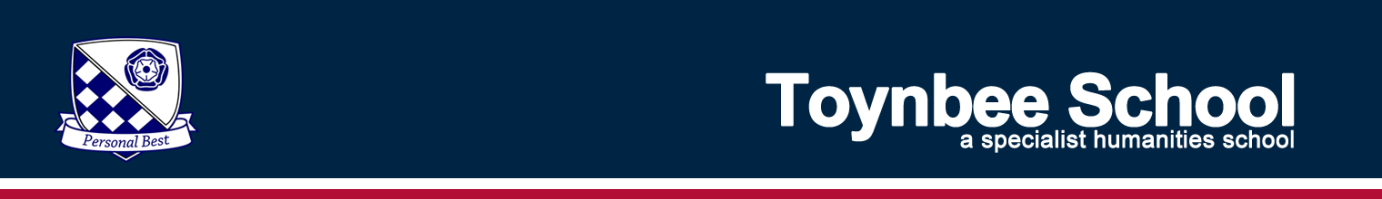 Personal Best
Toynbee School
a specialist humanities school